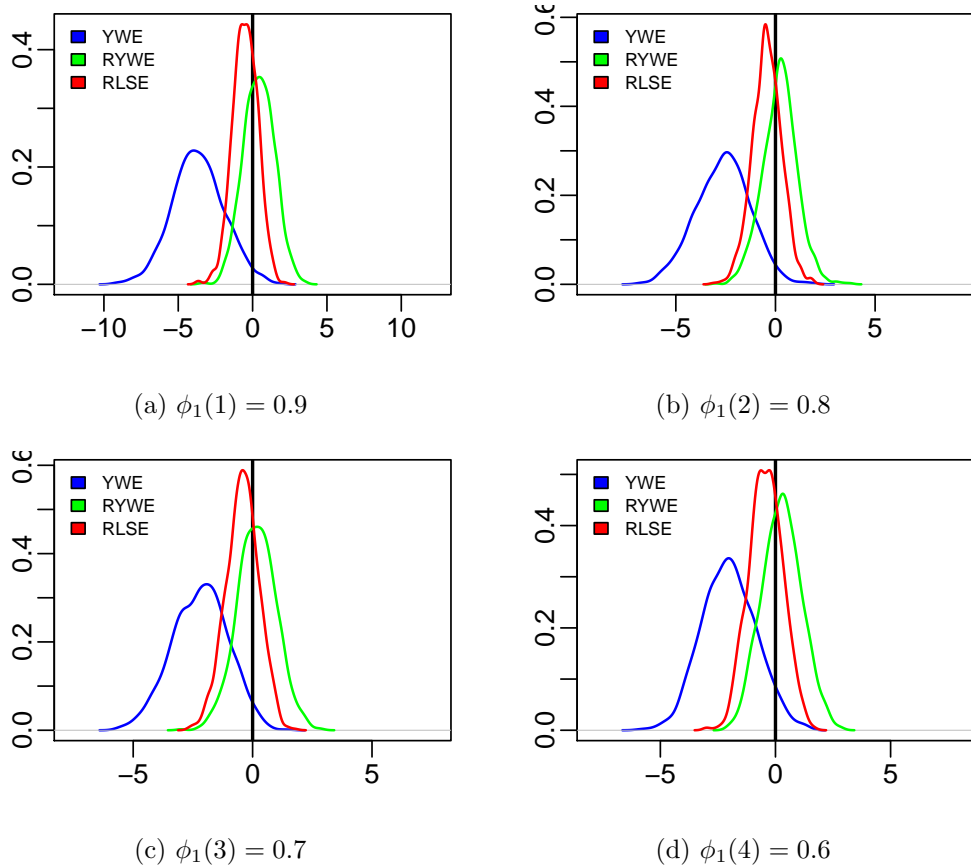 YWE
RYWE
RLSE
0.0 0.2 0.4
−10 −5 0 5 10
(a) ϕ₁(1) = 0.9
YWE
RYWE
RLSE
0.0 0.2 0.4 0.6
−5 0 5
(b) ϕ₁(2) = 0.8
YWE
RYWE
RLSE
0.0 0.2 0.4 0.6
−5 0 5
(c) ϕ₁(3) = 0.7
YWE
RYWE
RLSE
0.0 0.2 0.4
−5 0 5
(d) ϕ₁(4) = 0.6